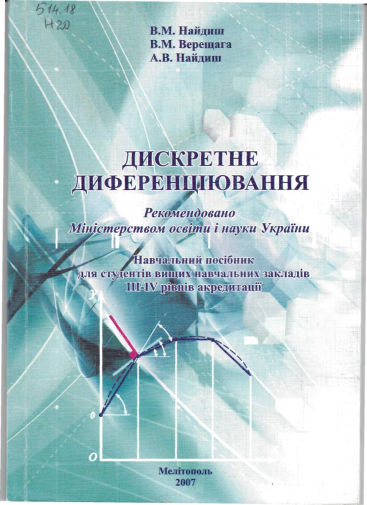 514.18
Н20
В.М. Найдиш
В.М. Верещага
А.В. Найдиш
ДИСКРЕТНЕ
ДИФЕРЕНЦІЮВАННЯ
Рекомендовано
Міністерством освіти і науки України
Навчальний посібник
для студентів вищих навчальних закладів
III-IV рівнів акредитації
0
O
Мелітополь
2007